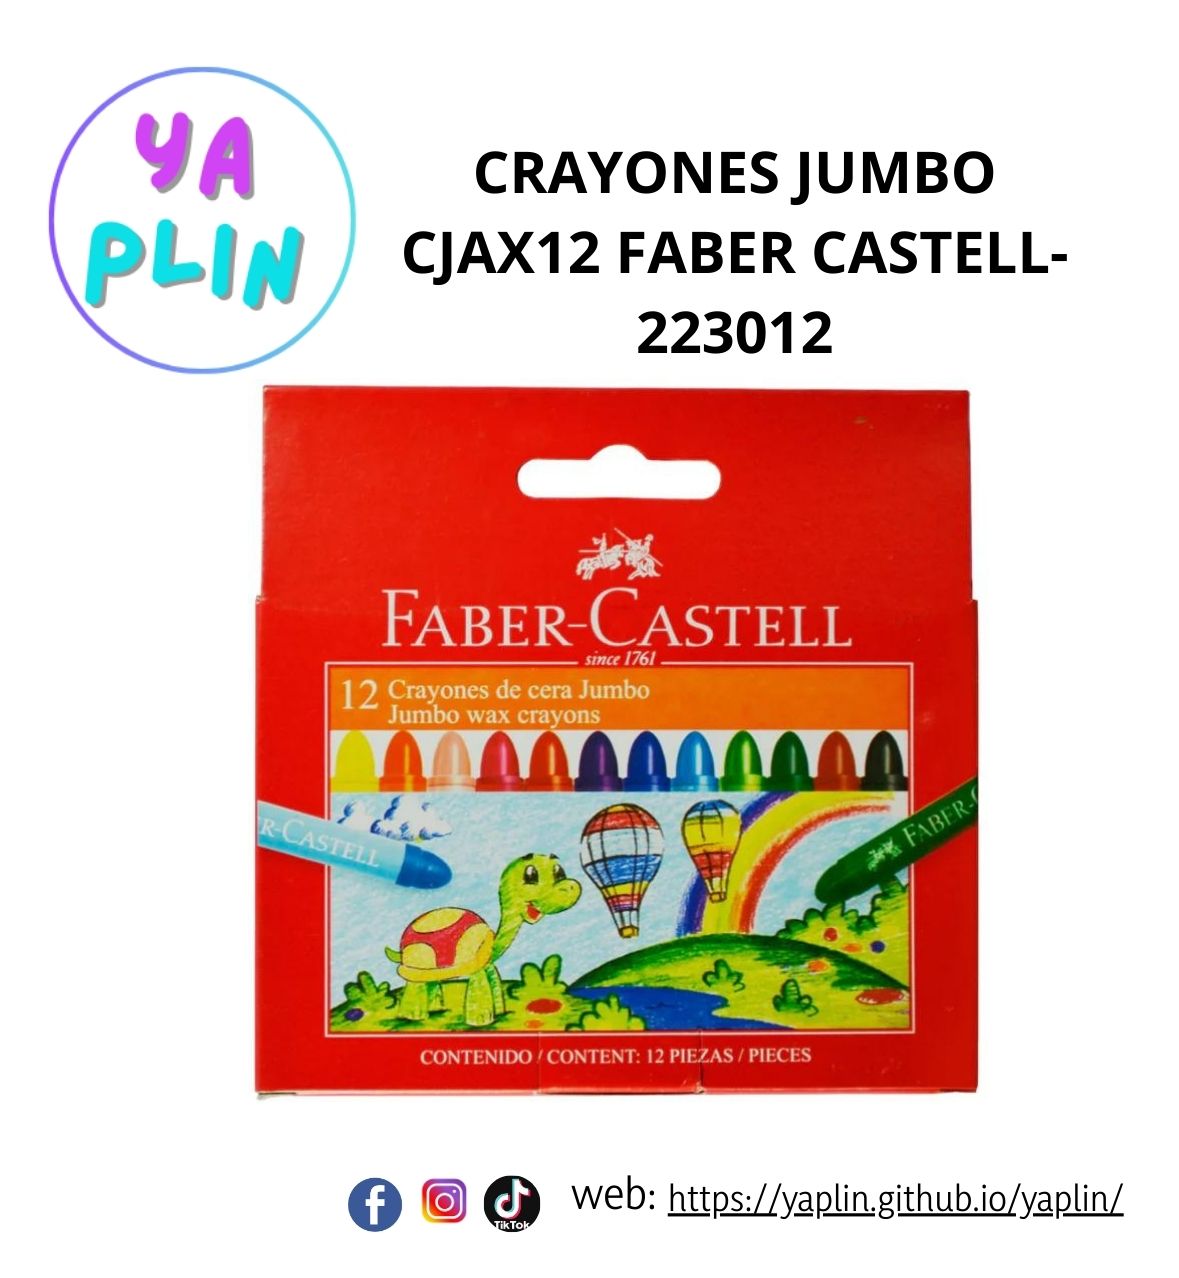 YA
PLIN
CRAYONES JUMBO
CJAX12 FABER CASTELL-
223012
FABER-CASTELL
since 1761
12 Crayones de cera Jumbo
Jumbo wax crayons
R-CASTELL
FABER-C
CONTENIDO / CONTENT: 12 PIEZAS / PIECES
TikTok
web: https://yaplin.github.io/yaplin/